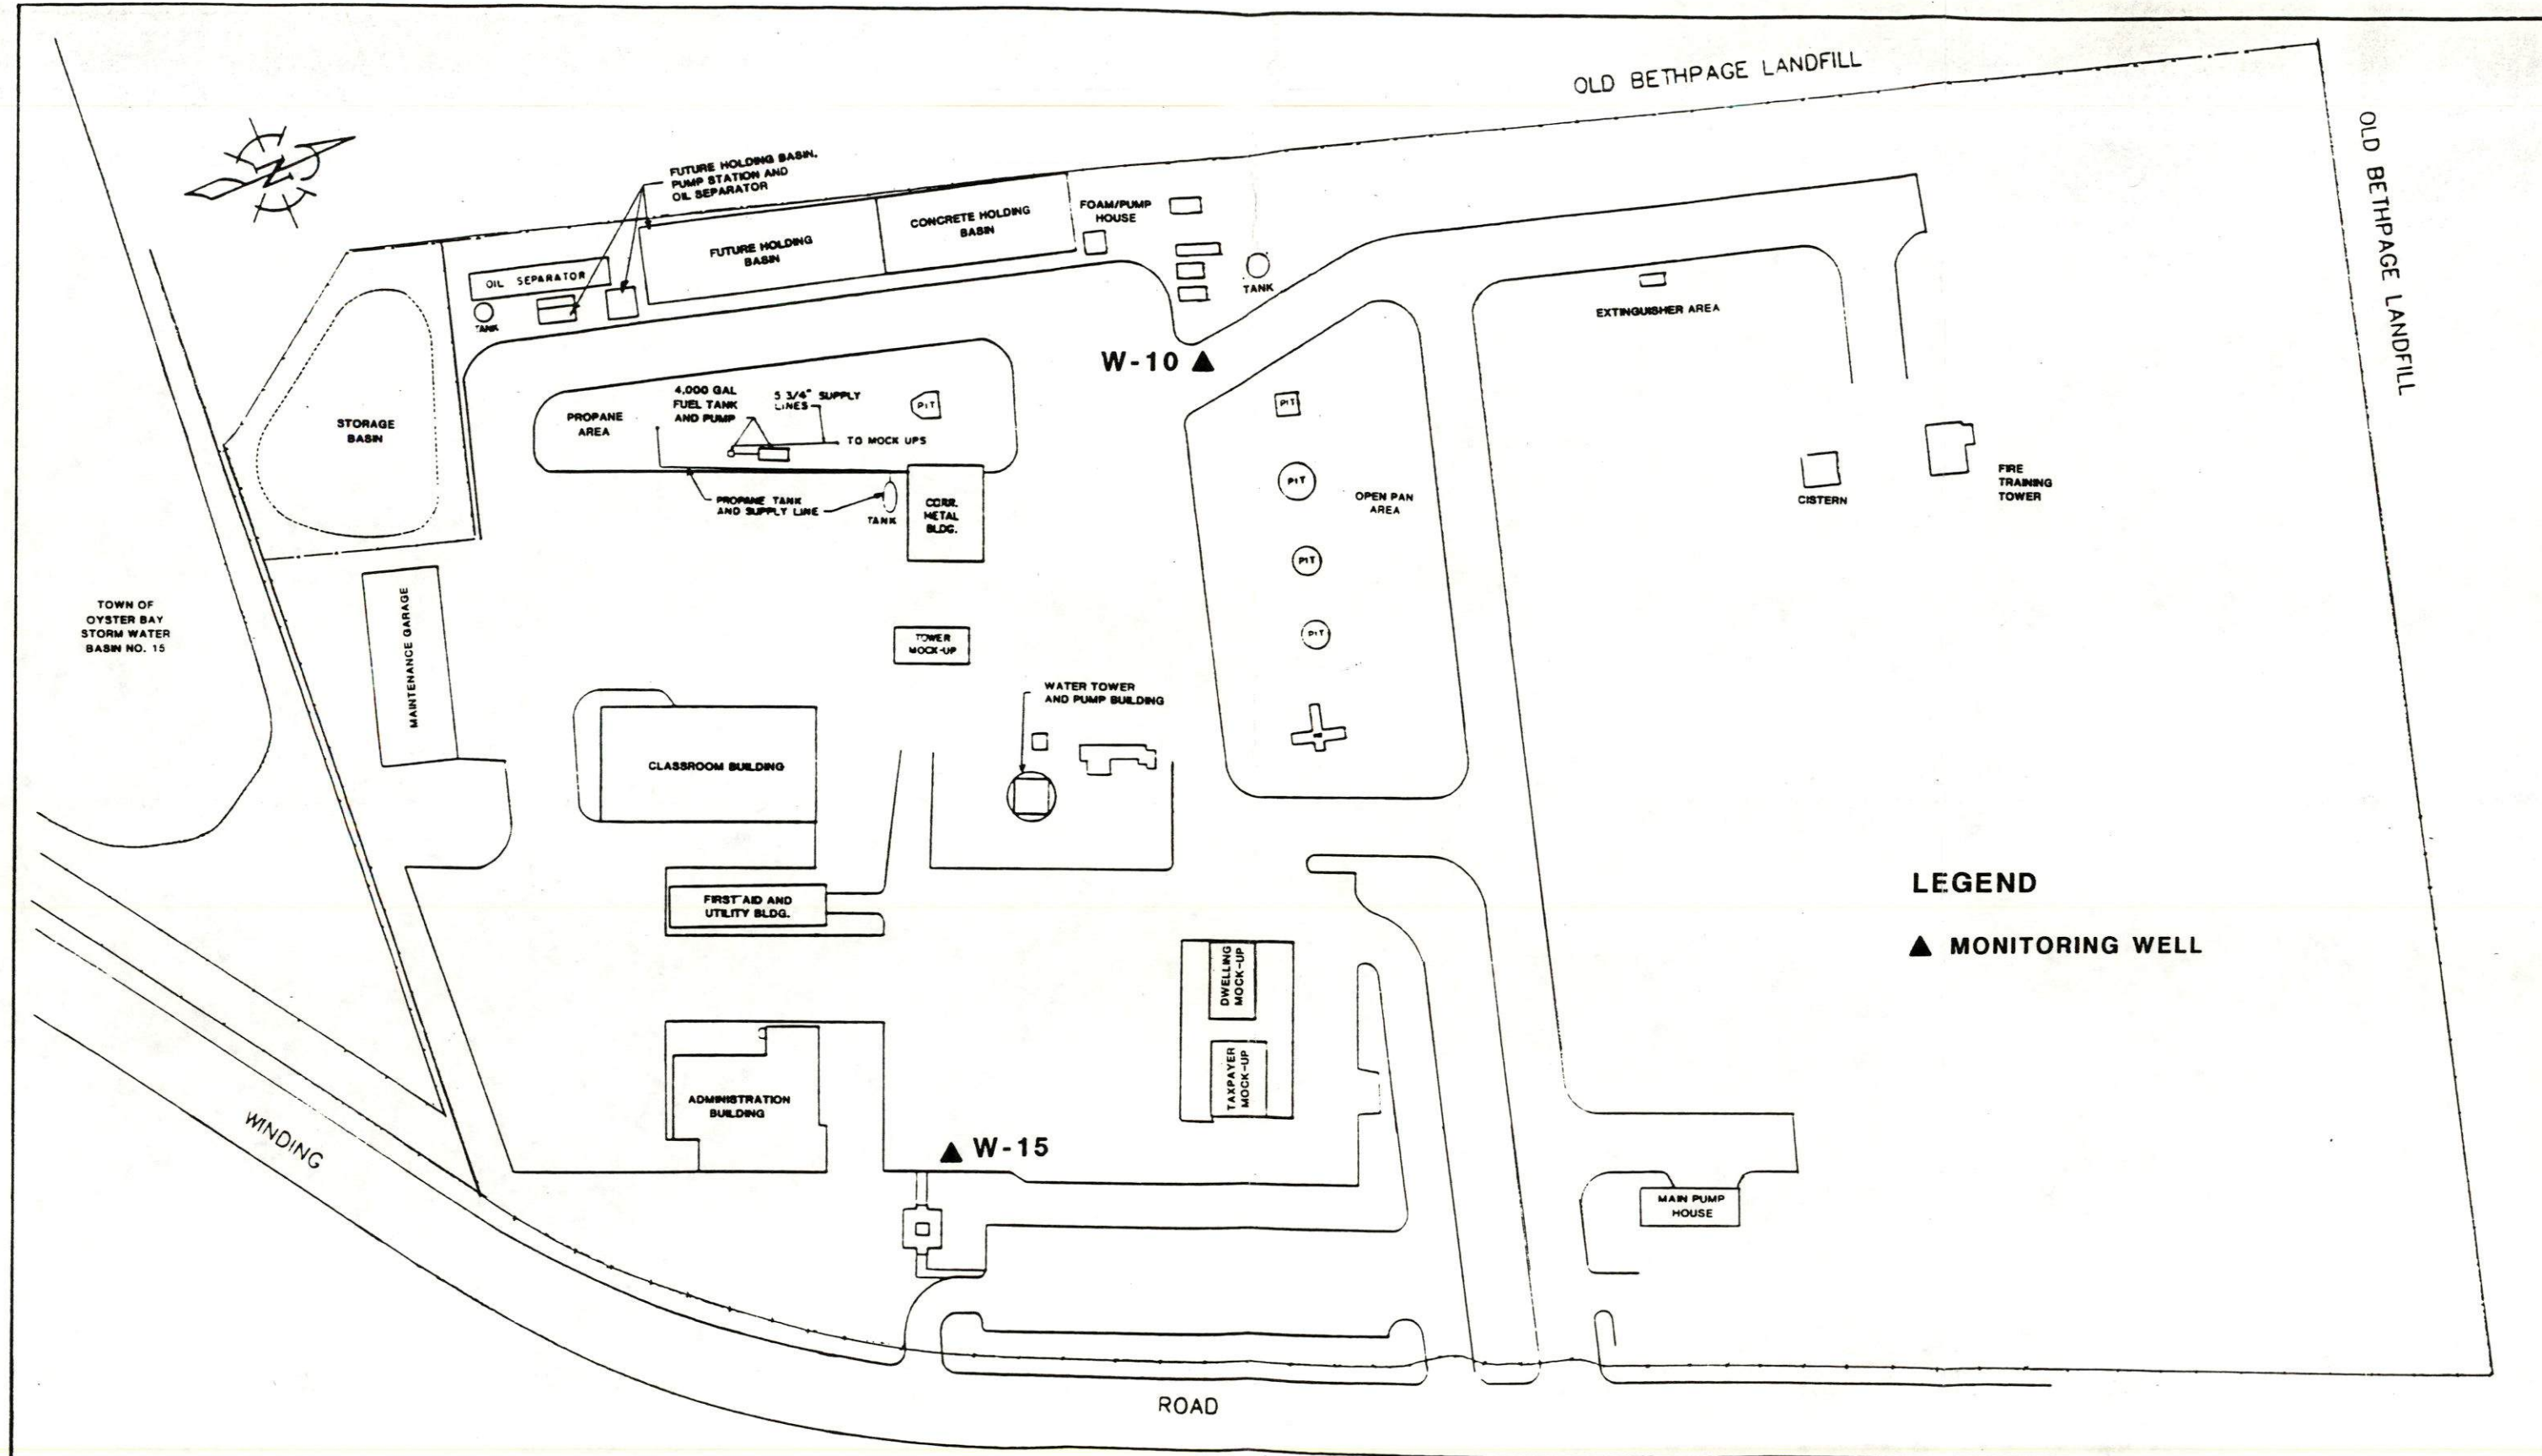 OLD BETHPAGE LANDFILL
OLD BETHPAGE LANDFILL
N
FUTURE HOLDING BASIN,
PUMP STATION AND
OIL SEPARATOR
FUTURE HOLDING
BASIN
CONCRETE HOLDING
BASIN
FOAM/PUMP
HOUSE
OIL SEPARATOR
TANK
TANK
EXTINGUISHER AREA
W-10
STORAGE
BASIN
PROPANE
AREA
4,000 GAL
FUEL TANK
AND PUMP
5 3/4" SUPPLY
LINES
PIT
TO MOCK UPS
PROPANE TANK
AND SUPPLY LINE
TANK
CORR.
METAL
BLDG.
PIT
PIT
PIT
PIT
OPEN PAN
AREA
CISTERN
FIRE
TRAINING
TOWER
TOWN OF
OYSTER BAY
STORM WATER
BASIN NO. 15
MAINTENANCE GARAGE
TOWER
MOCK-UP
WATER TOWER
AND PUMP BUILDING
CLASSROOM BUILDING
FIRST AID AND
UTILITY BLDG.
LEGEND
MONITORING WELL
DWELLING
MOCK-UP
TAXPAYER
MOCK-UP
ADMINISTRATION
BUILDING
W-15
MAIN PUMP
HOUSE
WINDING
ROAD